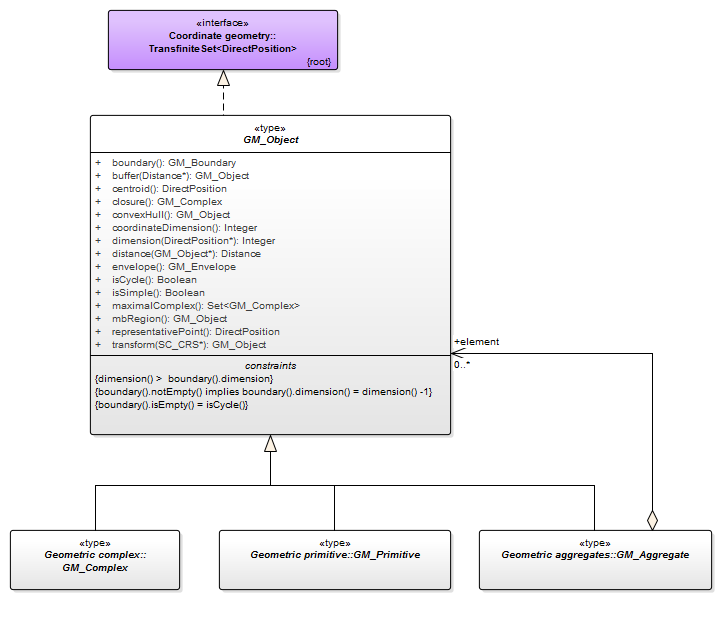 «interface»
Coordinate geometry::
TransfiniteSet<DirectPosition>
{root}
«type»
GM_Object
+ boundary(): GM_Boundary
+ buffer(Distance*): GM_Object
+ centroid(): DirectPosition
+ closure(): GM_Complex
+ convexHull(): GM_Object
+ coordinateDimension(): Integer
+ dimension(DirectPosition*): Integer
+ distance(GM_Object*): Distance
+ envelope(): GM_Envelope
+ isCycle(): Boolean
+ isSimple(): Boolean
+ maximalComplex(): Set<GM_Complex>
+ mbRegion(): GM_Object
+ representativePoint(): DirectPosition
+ transform(SC_CRS*): GM_Object
+element
0..*
constraints
{dimension() > boundary().dimension}
{boundary().notEmpty() implies boundary().dimension() = dimension() -1}
{boundary().isEmpty() = isCycle()}
«type»
Geometric complex::
GM_Complex
«type»
Geometric primitive::GM_Primitive
«type»
Geometric aggregates::GM_Aggregate